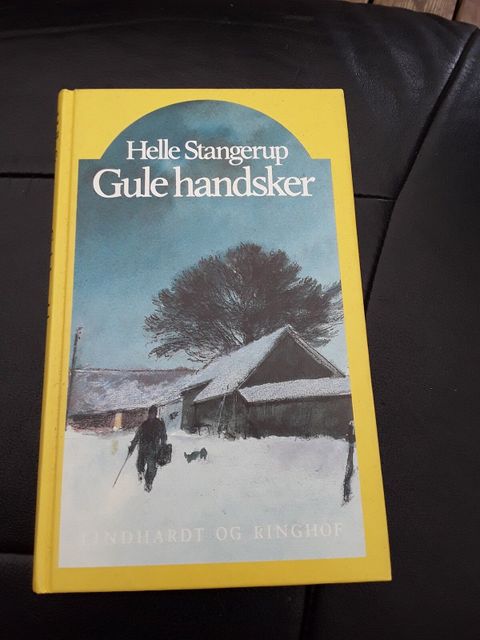 Helle Stangerup
Gule handsker
LINDHARDT OG RINGHOF